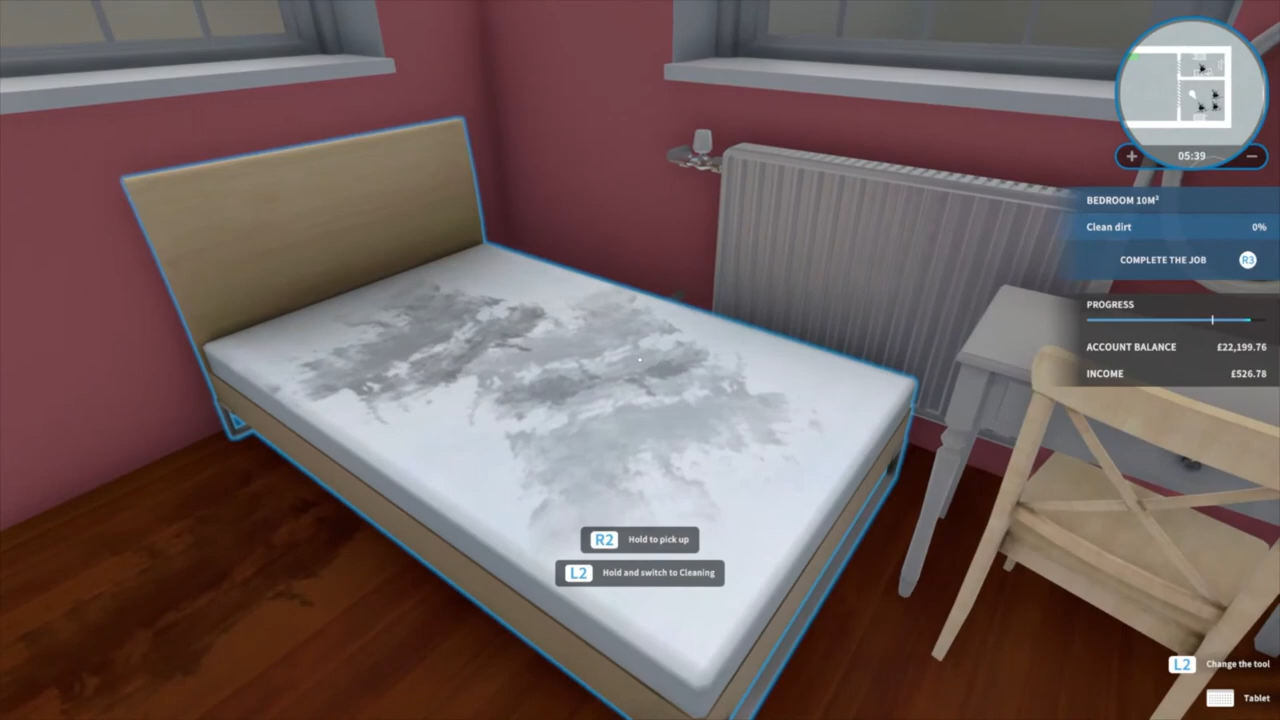 05:39
BEDROOM 10M²
Clean dirt 0%
COMPLETE THE JOB R3
PROGRESS
ACCOUNT BALANCE £22,199.76
INCOME £526.78
R2 Hold to pick up
L2 Hold and switch to Cleaning
L2 Change the tool
Tablet